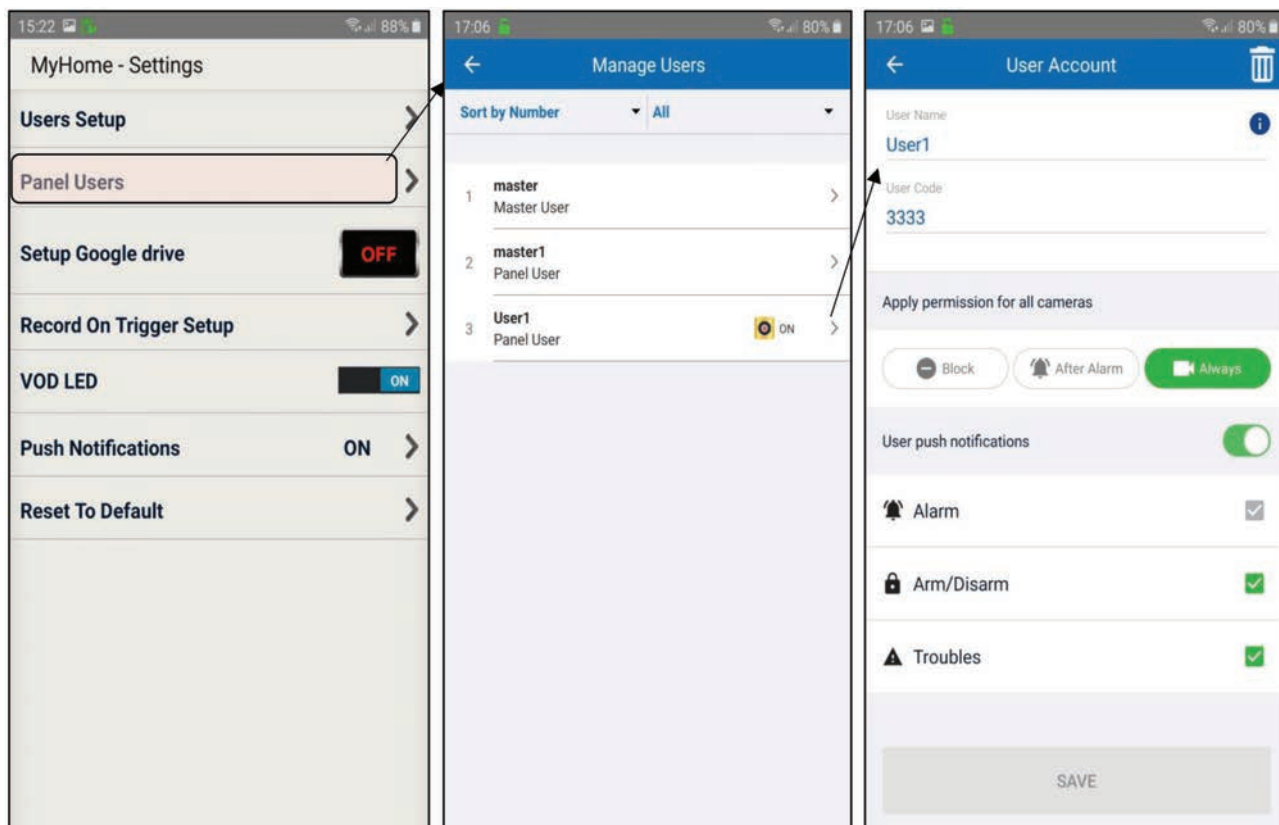 15:22 88%
MyHome - Settings
Users Setup
Panel Users
Setup Google drive OFF
Record On Trigger Setup
VOD LED ON
Push Notifications ON
Reset To Default
17:06 80%
Manage Users
Sort by Number All
1 master
Master User
2 master1
Panel User
3 User1 ON
Panel User
17:06 80%
User Account
User Name
User1
User Code
3333
Apply permission for all cameras
Block After Alarm Always
User push notifications
Alarm
Arm/Disarm
Troubles
SAVE